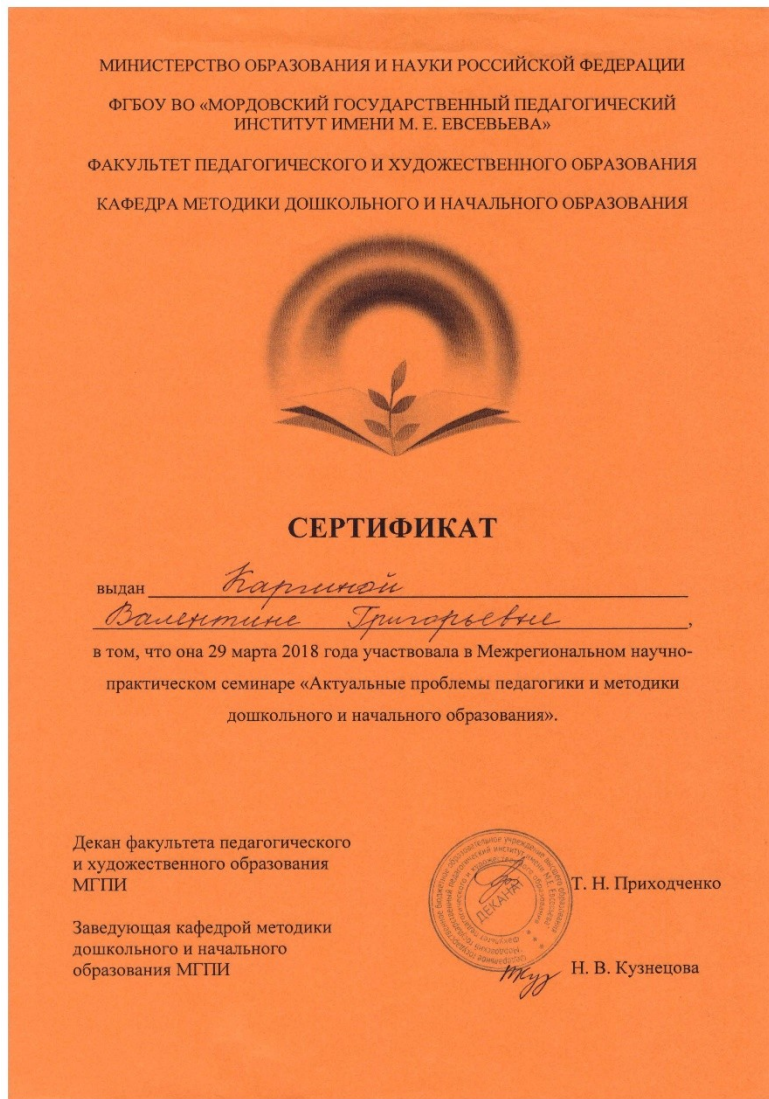 МИНИСТЕРСТВО ОБРАЗОВАНИЯ И НАУКИ РОССИЙСКОЙ ФЕДЕРАЦИИ
ФГБОУ ВО «МОРДОВСКИЙ ГОСУДАРСТВЕННЫЙ ПЕДАГОГИЧЕСКИЙ
ИНСТИТУТ ИМЕНИ М. Е. ЕВСЕВЬЕВА»
ФАКУЛЬТЕТ ПЕДАГОГИЧЕСКОГО И ХУДОЖЕСТВЕННОГО ОБРАЗОВАНИЯ
КАФЕДРА МЕТОДИКИ ДОШКОЛЬНОГО И НАЧАЛЬНОГО ОБРАЗОВАНИЯ
СЕРТИФИКАТ
выдан
Валентине Григорьевне,
в том, что она 29 марта 2018 года участвовала в Межрегиональном научно-
практическом семинаре «Актуальные проблемы педагогики и методики
дошкольного и начального образования».
Декан факультета педагогического
и художественного образования
МГПИ
Т. Н. Приходченко
ДЕКАНАТ
Заведующая кафедрой методики
дошкольного и начального
образования МГПИ
Н. В. Кузнецова